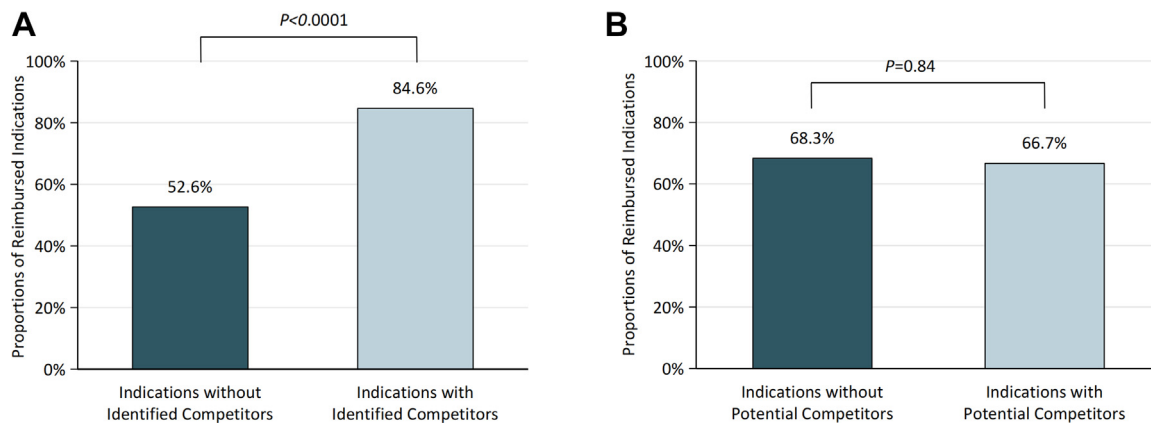 A
P<0.0001
Proportions of Reimbursed Indications
100%
80%
60%
40%
20%
0%
52.6%
84.6%
Indications without
Identified Competitors
Indications with
Identified Competitors
B
P=0.84
Proportions of Reimbursed Indications
100%
80%
60%
40%
20%
0%
68.3%
66.7%
Indications without
Potential Competitors
Indications with
Potential Competitors